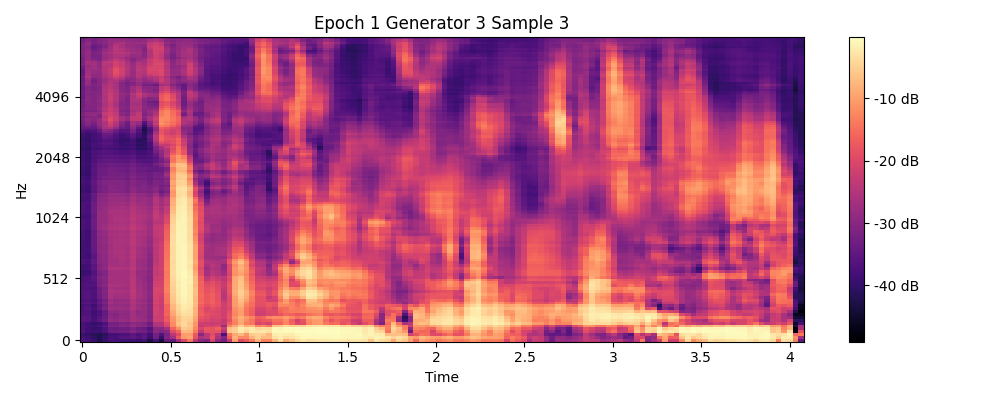 Epoch 1 Generator 3 Sample 3
Hz
4096
2048
1024
512
0
0 0.5 1 1.5 2 2.5 3 3.5 4
Time
-10 dB
-20 dB
-30 dB
-40 dB